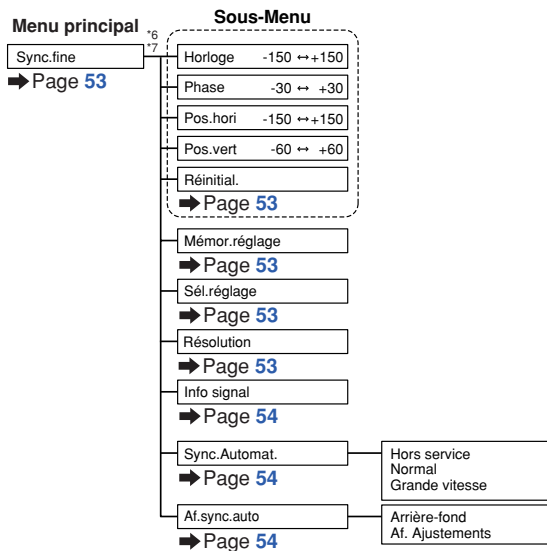 Menu principal
Sous-Menu
*6
*7
Sync.fine
➡Page 53
Horloge -150 ↔+150
Phase -30 ↔ +30
Pos.hori -150 ↔+150
Pos.vert -60 ↔ +60
Réinitial.
➡Page 53
Mémor.réglage
➡Page 53
Sél.réglage
➡Page 53
Résolution
➡Page 53
Info signal
➡Page 54
Sync.Automat.
➡Page 54
Hors service
Normal
Grande vitesse
Af.sync.auto
➡Page 54
Arrière-fond
Af. Ajustements